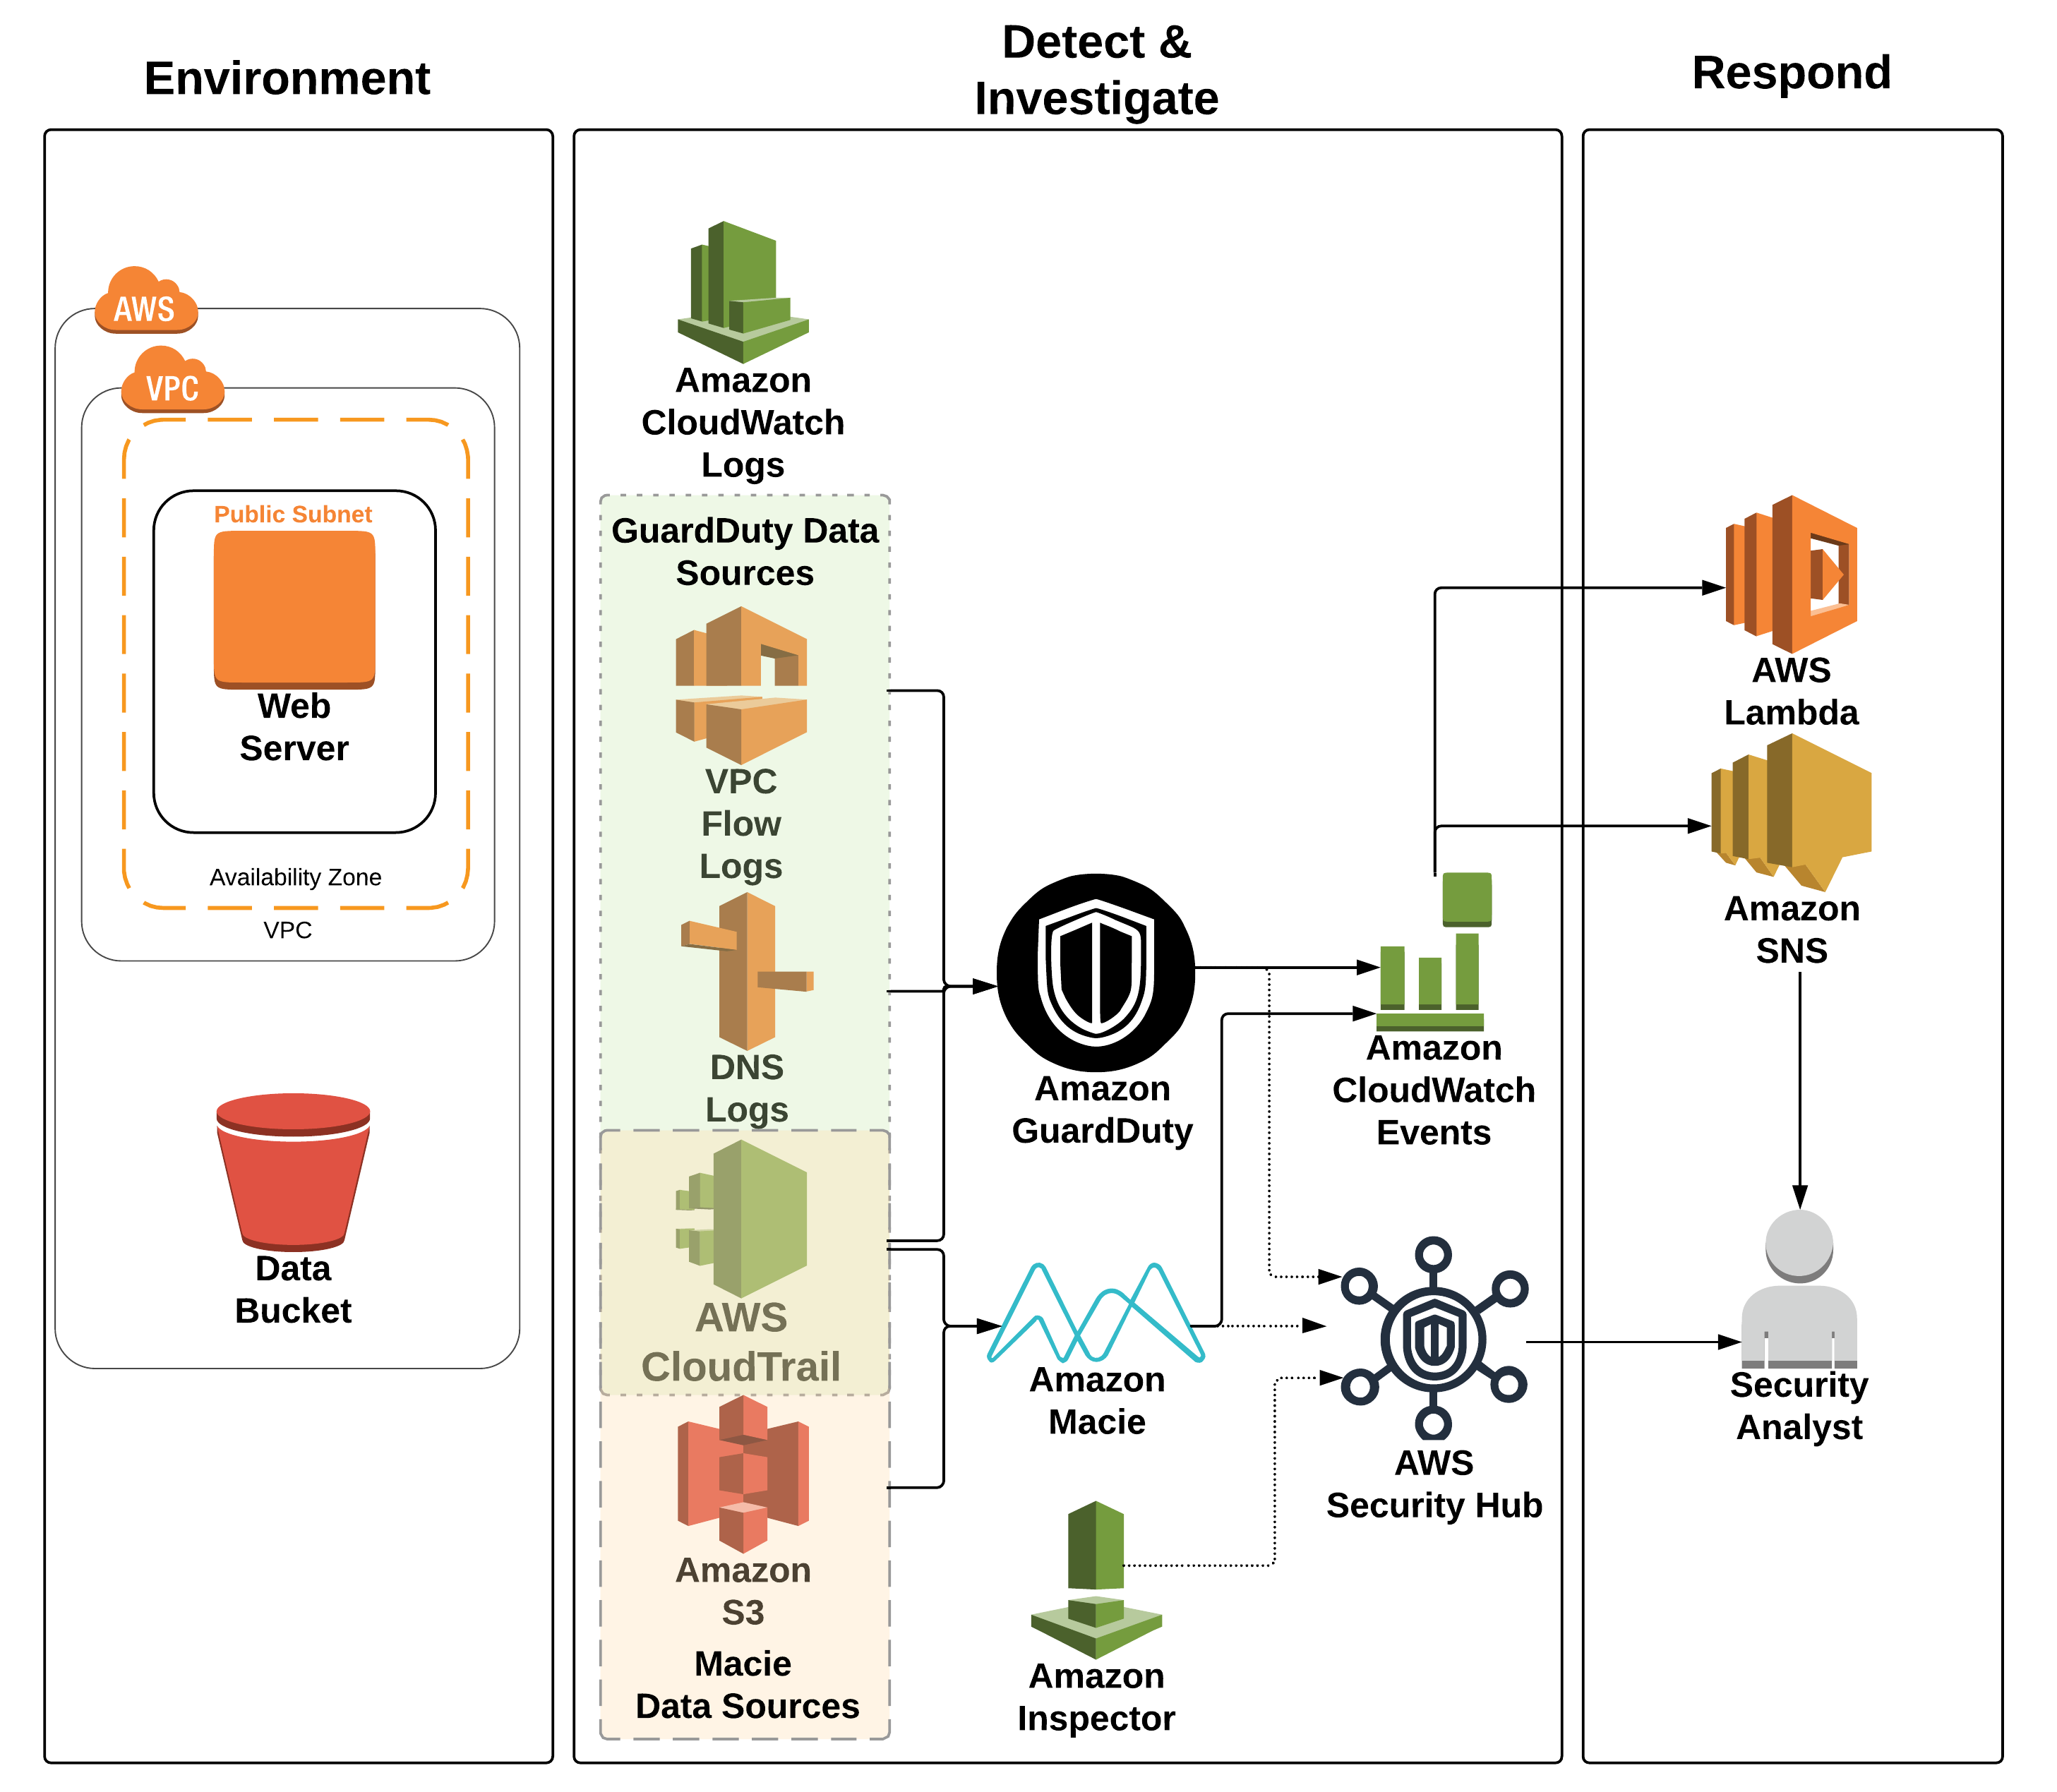 Environment
Detect &
Investigate
Respond
AWS
VPC
Public Subnet
Web
Server
Availability Zone
VPC
Data
Bucket
Amazon
CloudWatch
Logs
GuardDuty Data
Sources
VPC
Flow
Logs
DNS
Logs
AWS
CloudTrail
Amazon
S3
Macie
Data Sources
Amazon
GuardDuty
Amazon
Macie
Amazon
Inspector
Amazon
CloudWatch
Events
AWS
Security Hub
AWS
Lambda
Amazon
SNS
Security
Analyst